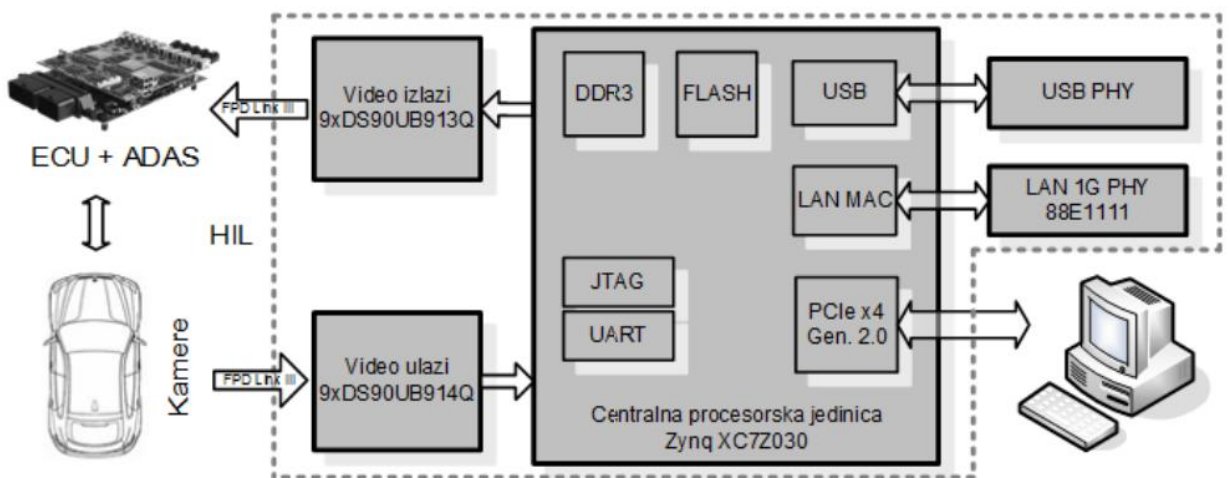 Video izlazi
9xDS90UB913Q
FPD Link III
ECU + ADAS
DDR3
FLASH
USB
USB PHY
LAN MAC
LAN 1G PHY
88E1111
HIL
JTAG
UART
PCIe x4
Gen. 2.0
Kamere
FPD Link III
Video ulazi
9xDS90UB914Q
Centralna procesorska jedinica
Zynq XC7Z030